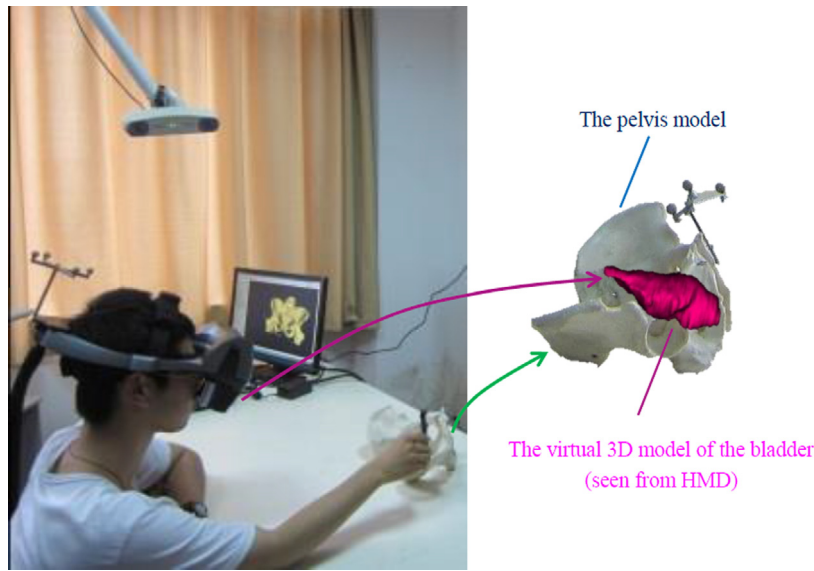 The pelvis model
The virtual 3D model of the bladder
(seen from HMD)